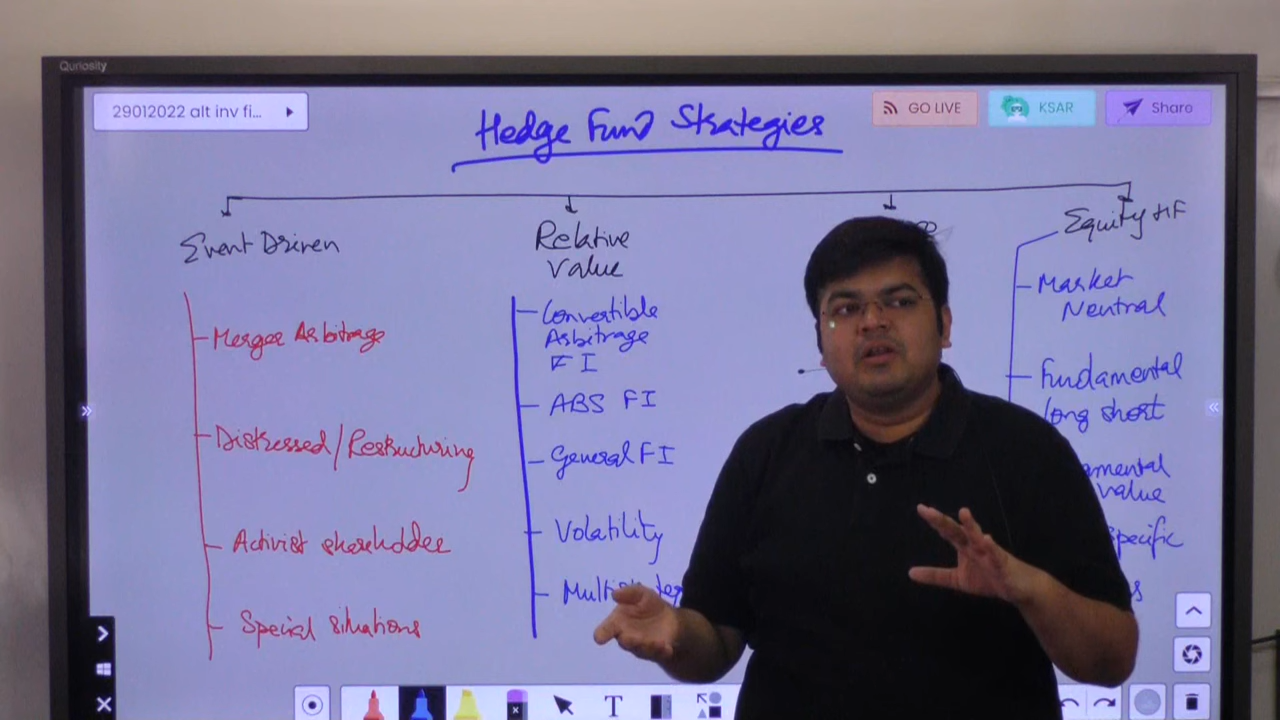 Quriosity
29012022 alt inv fi...
Hedge Fund Strategies
GO LIVE
KSAR
Share
Event Driven
Merger Arbitrage
Distressed/Restructuring
Activist shareholder
Special situations
Relative
value
Convertible
Arbitrage
FI
ABS FI
General FI
Volatility
Equity HF
Market
Neutral
Fundamental
long short
value
T